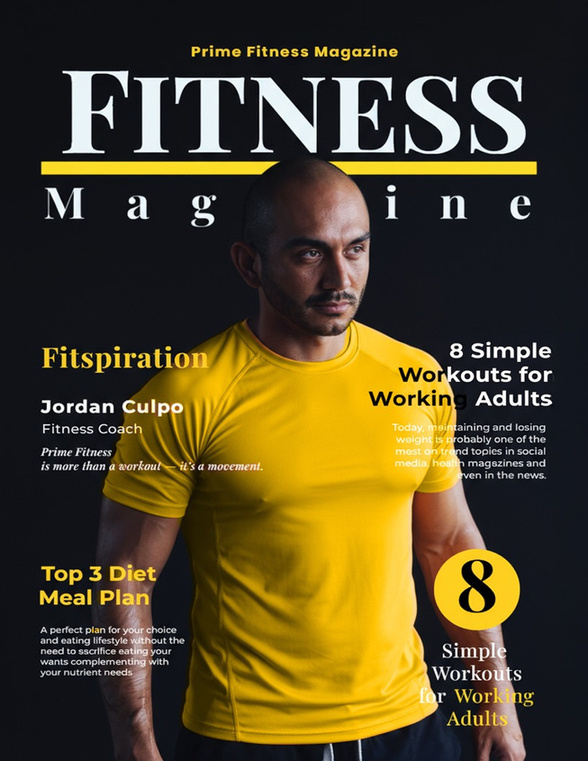 Prime Fitness Magazine
FITNESS
Mag ine
Fitspiration
Jordan Culpo
Fitness Coach
Prime Fitness
is more than a workout — it's a movement.
8 Simple
Workouts for
Working Adults
Today, maintaining and losing
weight is probably one of the
most on trend topics in social
media, health magazines and
even in the news.
Top 3 Diet
Meal Plan
A perfect plan for your choice
and eating lifestyle without the
need to sscrifice eating your
wants complementing with
your nutrient needs
8
Simple
Workouts
for Working
Adults